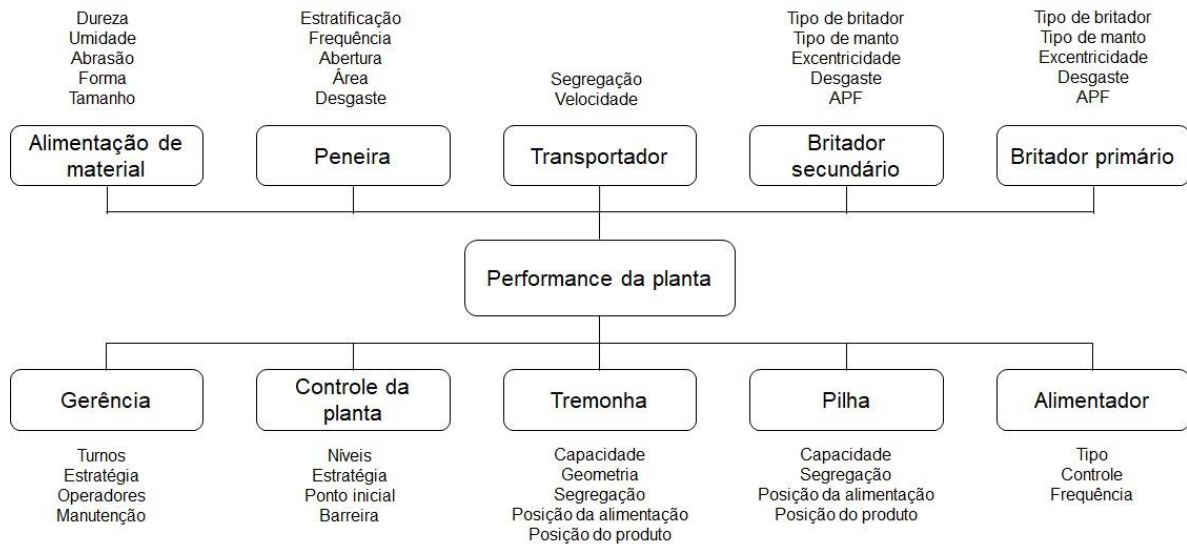 Dureza
Umidade
Abrasão
Forma
Tamanho
Alimentação de
material
Estratificação
Frequência
Abertura
Área
Desgaste
Peneira
Segregação
Velocidade
Transportador
Tipo de britador
Tipo de manto
Excentricidade
Desgaste
APF
Britador
secundário
Tipo de britador
Tipo de manto
Excentricidade
Desgaste
APF
Britador primário
Performance da planta
Gerência
Turnos
Estratégia
Operadores
Manutenção
Controle da
planta
Níveis
Estratégia
Ponto inicial
Barreira
Tremonha
Capacidade
Geometria
Segregação
Posição da alimentação
Posição do produto
Pilha
Capacidade
Segregação
Posição da alimentação
Posição do produto
Alimentador
Tipo
Controle
Frequência